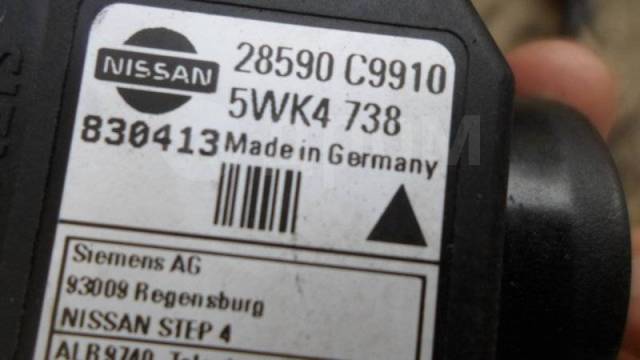 NISSAN 28590 C9910
5WK4 738
830413 Made in Germany
Siemens AG
93009 Regensburg
NISSAN STEP 4